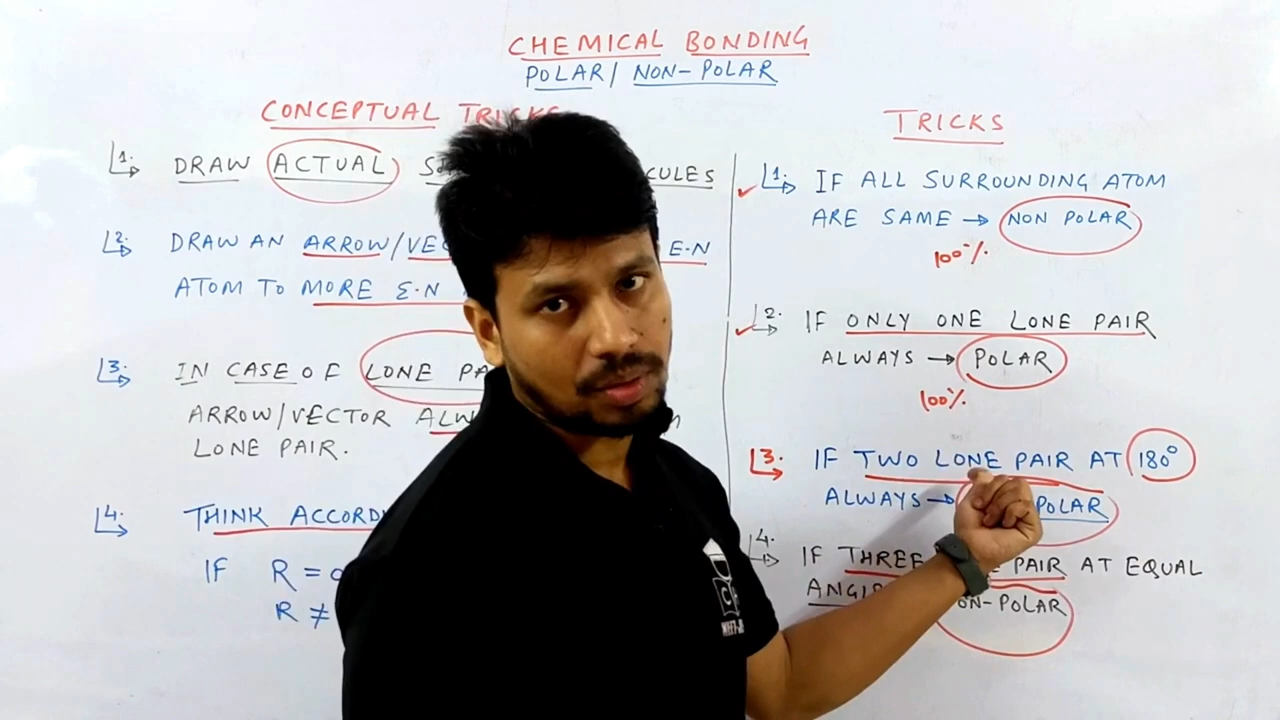 CHEMICAL BONDING
POLAR / NON-POLAR
CONCEPTUAL TRICKS
1. DRAW ACTUAL
2. DRAW AN ARROW/VEC E.N
ATOM TO MORE E.N
3. IN CASE OF LONE PA
ARROW/VECTOR ALW
LONE PAIR.
4. THINK ACCORD
IF R =
R ≠
TRICKS
1. IF ALL SURROUNDING ATOM
ARE SAME → NON POLAR
100%
2. IF ONLY ONE LONE PAIR
ALWAYS → POLAR
100%
3. IF TWO LONE PAIR AT 180°
ALWAYS → POLAR
4. IF THREE PAIR AT EQUAL
ON-POLAR